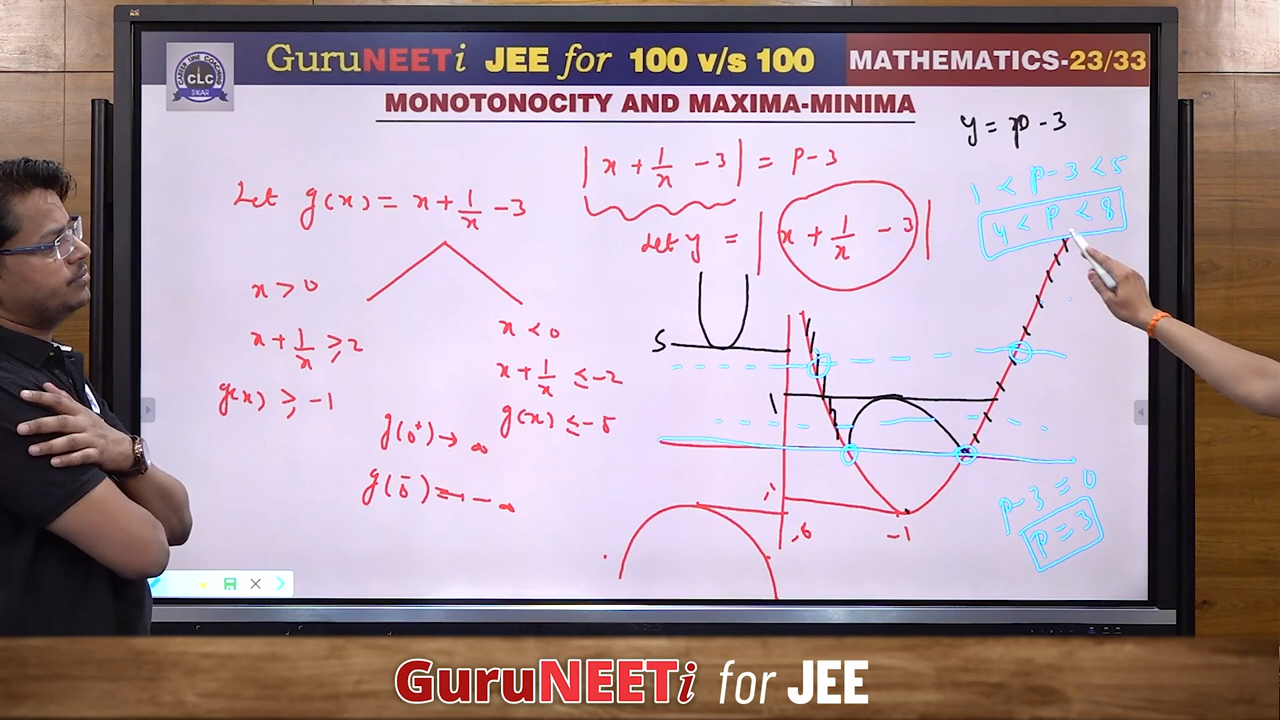 GuruNEETi JEE for 100 v/s 100
MATHEMATICS-23/33
CLC
SIKAR
MONOTONOCITY AND MAXIMA-MINIMA
y = p - 3
| x + 1/x - 3 | = p - 3
1 < p - 3 < 5
4 < p < 8
Let g(x) = x + 1/x - 3
Let y = | x + 1/x - 3 |
x > 0
x < 0
x + 1/x ≥ 2
x + 1/x ≤ -2
g(x) ≥ -1
g(x) ≤ -5
g(0⁺) → ∞
g(0⁻) → -∞
5
1
-1
p - 3 = 0
p = 3
GuruNEETi for JEE